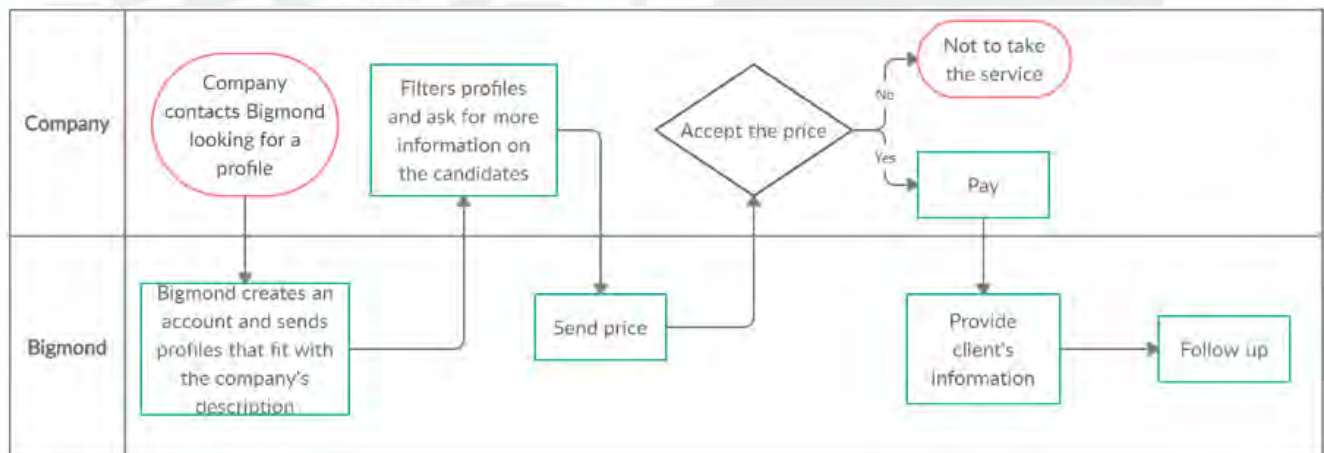 Company
Company
contacts Bigmond
looking for a
profile
Filters profiles
and ask for more
information on
the candidates
Accept the price
No
Yes
Not to take
the service
Pay
Bigmond
Bigmond creates an
account and sends
profiles that fit with
the company's
description
Send price
Provide
client's
information
Follow up